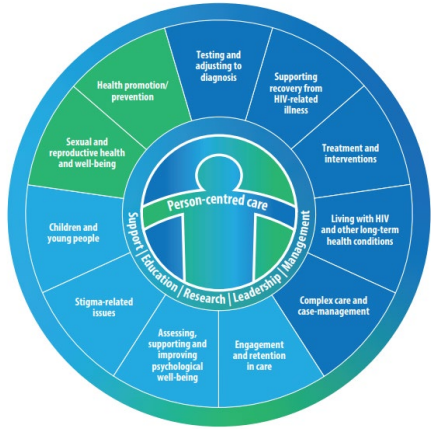 Testing and
adjusting to
diagnosis
Supporting
recovery from
HIV-related
illness
Treatment and
interventions
Living with HIV
and other long-term
health conditions
Complex care and
case-management
Engagement
and retention
in care
Assessing,
supporting and
improving
psychological
well-being
Stigma-related
issues
Children and
young people
Sexual and
reproductive health
and well-being
Health promotion/
prevention
Person-centred care
Support | Education | Research | Leadership | Management